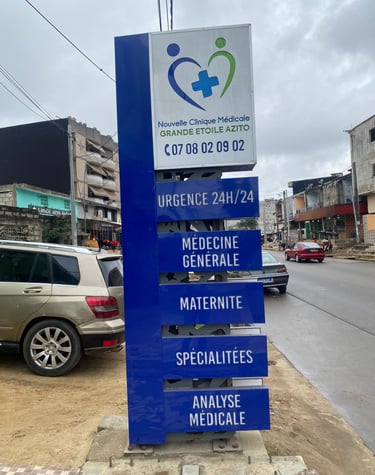 Nouvelle Clinique Médicale
GRANDE ETOILE AZITO
07 08 02 09 02
URGENCE 24H/24
MÉDECINE
GÉNÉRALE
MATERNITE
SPÉCIALITÉES
ANALYSE
MÉDICALE